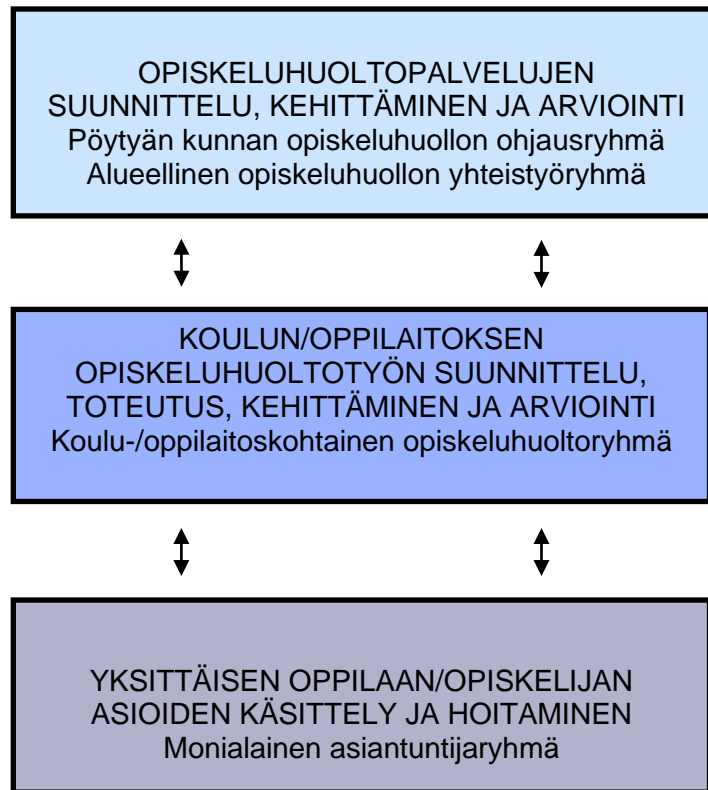 OPISKELUHUOLTOPALVELUJEN
SUUNNITTELU, KEHITTÄMINEN JA ARVIOINTI
Pöytyän kunnan opiskeluhuollon ohjausryhmä
Alueellinen opiskeluhuollon yhteistyöryhmä
KOULUN/OPPILAITOKSEN
OPISKELUHUOLTOTYÖN SUUNNITTELU,
TOTEUTUS, KEHITTÄMINEN JA ARVIOINTI
Koulu-/oppilaitoskohtainen opiskeluhuoltoryhmä
YKSITTÄISEN OPPILAAN/OPISKELIJAN
ASIOIDEN KÄSITTELY JA HOITAMINEN
Monialainen asiantuntijaryhmä